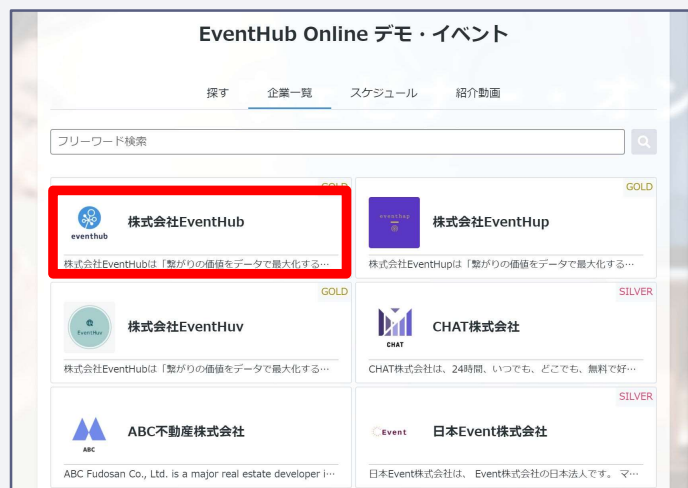 EventHub Online デモ・イベント
探す 企業一覧 スケジュール 紹介動画
フリーワード検索
GOLD
eventhub
株式会社EventHub
株式会社EventHubは「繋がりの価値をデータで最大化する…
GOLD
eventhup
株式会社EventHup
株式会社EventHupは「繋がりの価値をデータで最大化する…
GOLD
EventHuv
株式会社EventHuv
株式会社EventHubは「繋がりの価値をデータで最大化する…
SILVER
CHAT
CHAT株式会社
CHAT株式会社は、24時間、いつでも、どこでも、無料で好…
ABC
ABC不動産株式会社
ABC Fudosan Co., Ltd. is a major real estate developer i…
SILVER
Event
日本Event株式会社
日本Event株式会社は、 Event株式会社の日本法人です。 マ…